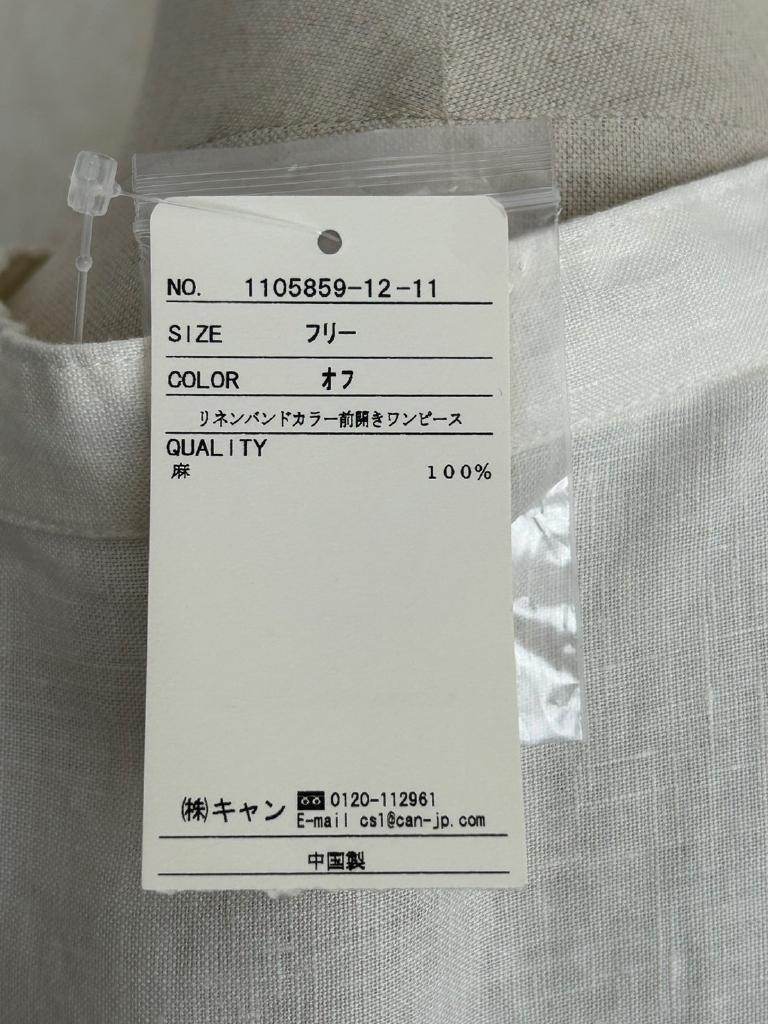 NO. 1105859-12-11
SIZE フリー
COLOR オフ
リネンバンドカラー前開きワンピース
QUALITY
麻 100%
㈱キャン 0120-112961
E-mail cs1@can-jp.com
中国製